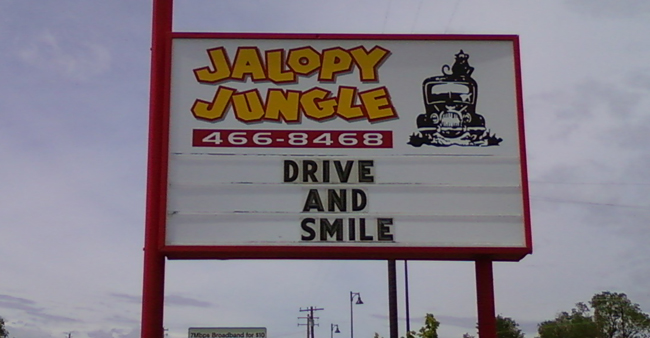 JALOPY
JUNGLE
466-8468
DRIVE
AND
SMILE
7Mbps Broadband for $10